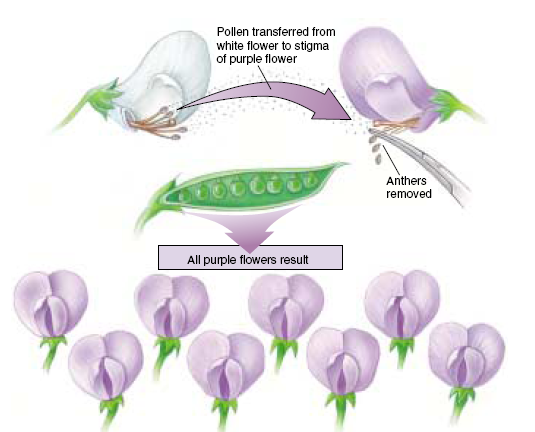 Pollen transferred from
white flower to stigma
of purple flower
Anthers
removed
All purple flowers result